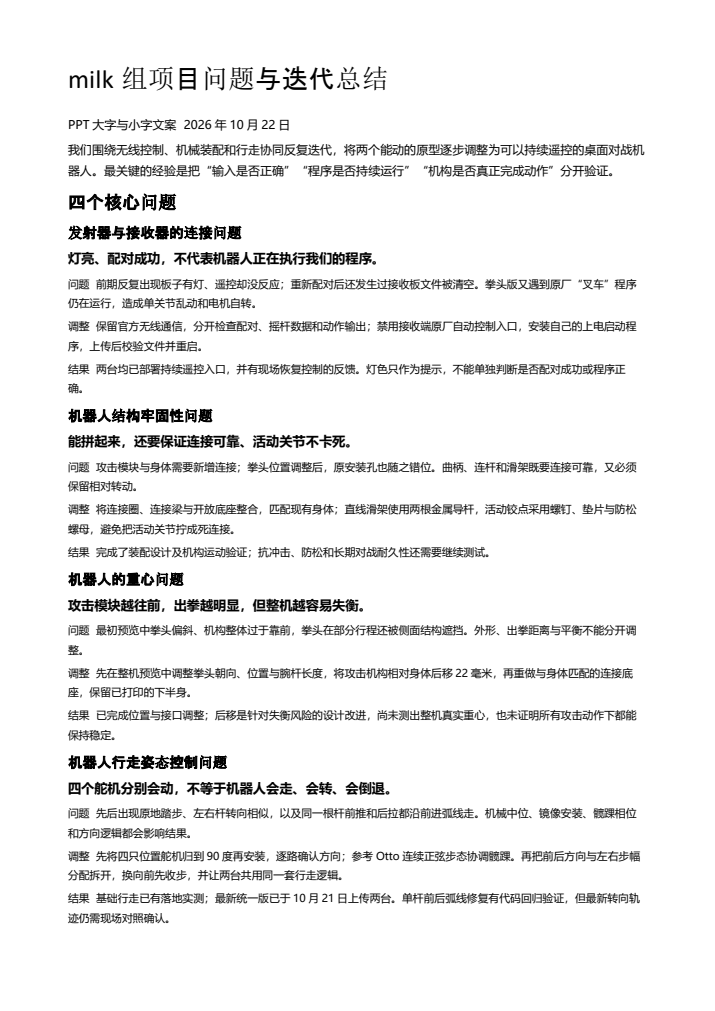 milk 组项目问题与迭代总结
PPT 大字与小字文案 2026 年 10 月 22 日
我们围绕无线控制、机械装配和行走协同反复迭代，将两个能动的原型逐步调整为可以持续遥控的桌面对战机
器人。最关键的经验是把“输入是否正确”“程序是否持续运行”“机构是否真正完成动作”分开验证。
四个核心问题
发射器与接收器的连接问题
灯亮、配对成功，不代表机器人正在执行我们的程序。
问题 前期反复出现板子有灯、遥控却没反应；重新配对后还发生过接收板文件被清空。拳头版又遇到原厂“叉车”程序
仍在运行，造成单关节乱动和电机自转。
调整 保留官方无线通信，分开检查配对、摇杆数据和动作输出；禁用接收端原厂自动控制入口，安装自己的上电启动程
序，上传后校验文件并重启。
结果 两台均已部署持续遥控入口，并有现场恢复控制的反馈。灯色只作为提示，不能单独判断是否配对成功或程序正
确。
机器人结构牢固性问题
能拼起来，还要保证连接可靠、活动关节不卡死。
问题 攻击模块与身体需要新增连接；拳头位置调整后，原安装孔也随之错位。曲柄、连杆和滑架既要连接可靠，又必须
保留相对转动。
调整 将连接圈、连接梁与开放底座整合，匹配现有身体；直线滑架使用两根金属导杆，活动铰点采用螺钉、垫片与防松
螺母，避免把活动关节拧成死连接。
结果 完成了装配设计及机构运动验证；抗冲击、防松和长期对战耐久性还需要继续测试。
机器人的重心问题
攻击模块越往前，出拳越明显，但整机越容易失衡。
问题 最初预览中拳头偏斜、机构整体过于靠前，拳头在部分行程还被侧面结构遮挡。外形、出拳距离与平衡不能分开调
整。
调整 先在整机预览中调整拳头朝向、位置与腕杆长度，将攻击机构相对身体后移 22 毫米，再重做与身体匹配的连接底
座，保留已打印的下半身。
结果 已完成位置与接口调整；后移是针对失衡风险的设计改进，尚未测出整机真实重心，也未证明所有攻击动作下都能
保持稳定。
机器人行走姿态控制问题
四个舵机分别会动，不等于机器人会走、会转、会倒退。
问题 先后出现原地踏步、左右杆转向相似，以及同一根杆前推和后拉都沿前进弧线走。机械中位、镜像安装、髋踝相位
和方向逻辑都会影响结果。
调整 先将四只位置舵机归到 90 度再安装，逐路确认方向；参考 Otto 连续正弦步态协调髋踝。再把前后方向与左右步幅
分配拆开，换向前先收步，并让两台共用同一套行走逻辑。
结果 基础行走已有落地实测；最新统一版已于 10 月 21 日上传两台。单杆前后弧线修复有代码回归验证，但最新转向轨
迹仍需现场对照确认。